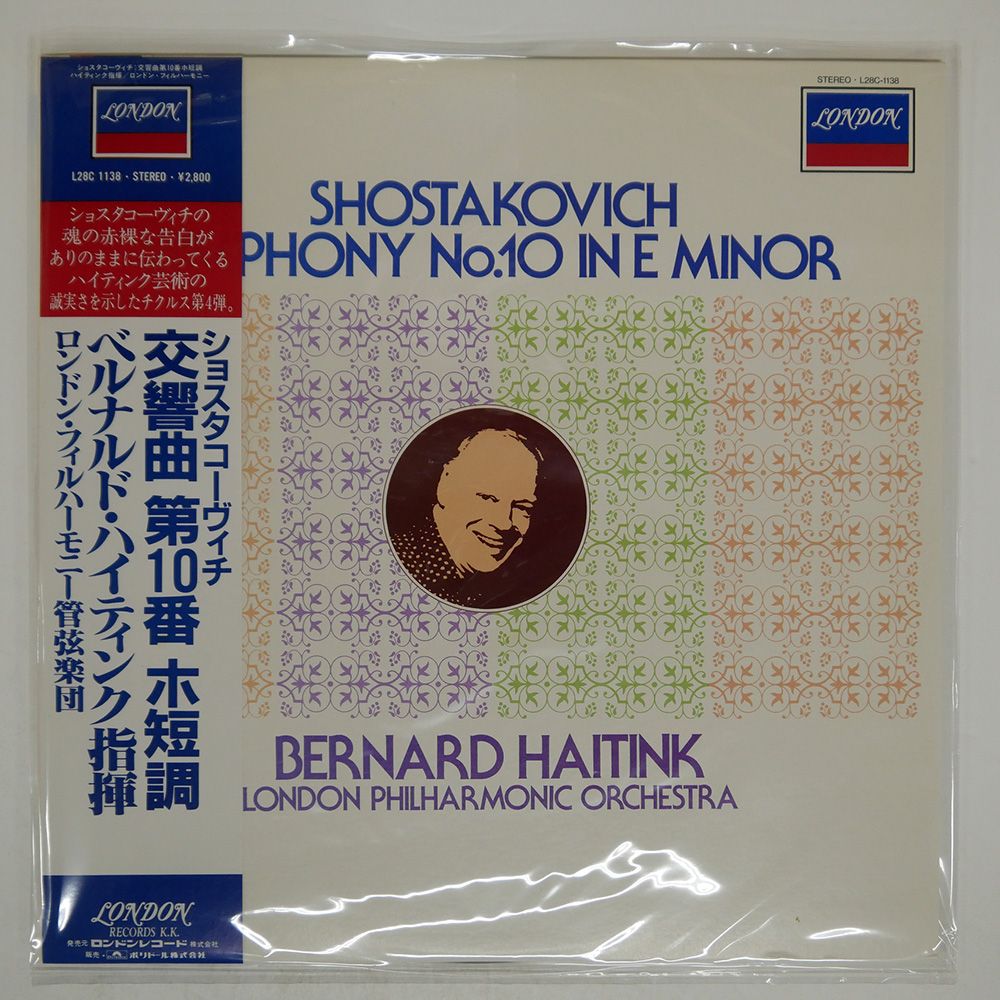 ショスタコーヴィチ:交響曲第10番ホ短調
ハイティンク指揮/ロンドン・フィルハーモニー
LONDON
L28C 1138・STEREO・¥2,800
ショスタコーヴィチの
魂の赤裸な告白が
ありのままに伝わってくる
ハイティンク芸術の
誠実さを示したチクルス第4弾。
ショスタコーヴィチ
交響曲 第10番 ホ短調
ベルナルド・ハイティンク指揮
ロンドン・フィルハーモニー管弦楽団
LONDON
RECORDS K.K.
発売元 ロンドンレコード 株式会社
販売・polydor ポリドール株式会社
STEREO・L28C-1138
LONDON
SHOSTAKOVICH
PHONY No.10 IN E MINOR
BERNARD HAITINK
LONDON PHILHARMONIC ORCHESTRA